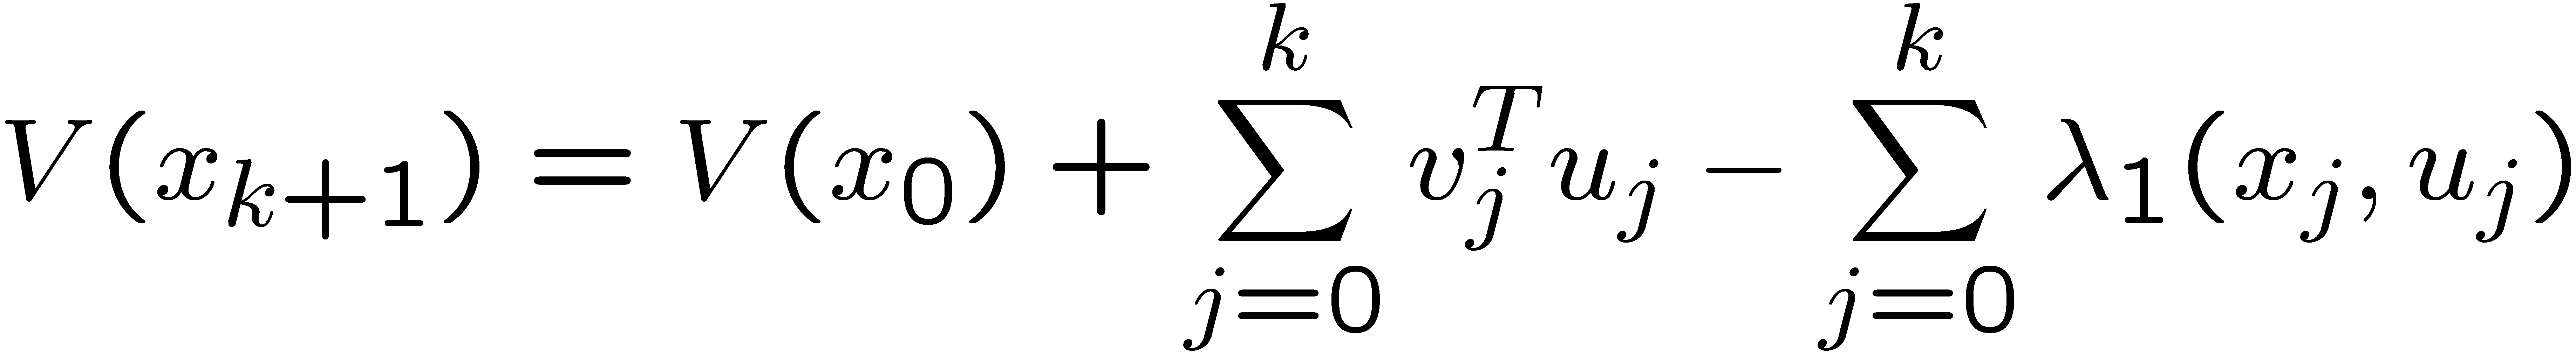 $V(x_{k+1}) = V(x_0) + \sum_{j=0}^{k} v_j^T u_j - \sum_{j=0}^{k} \lambda_1(x_j, u_j)$